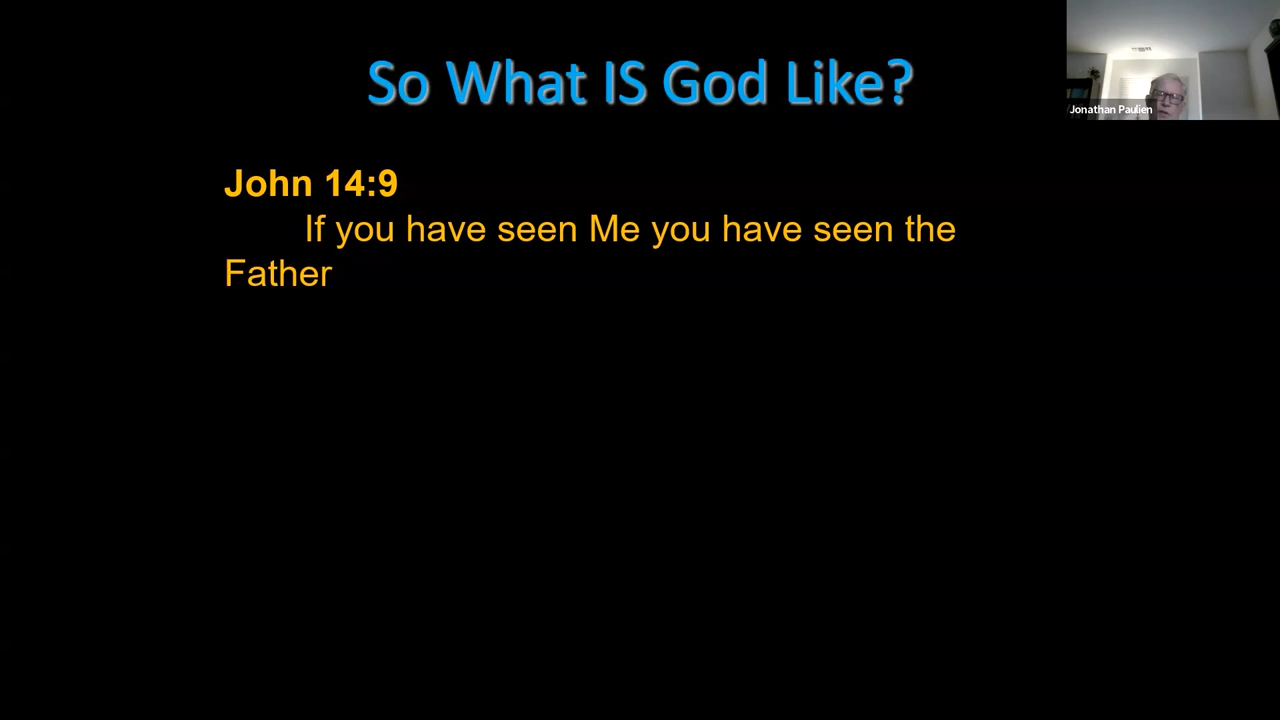 So What IS God Like?
Jonathan Paulien
John 14:9
If you have seen Me you have seen the
Father